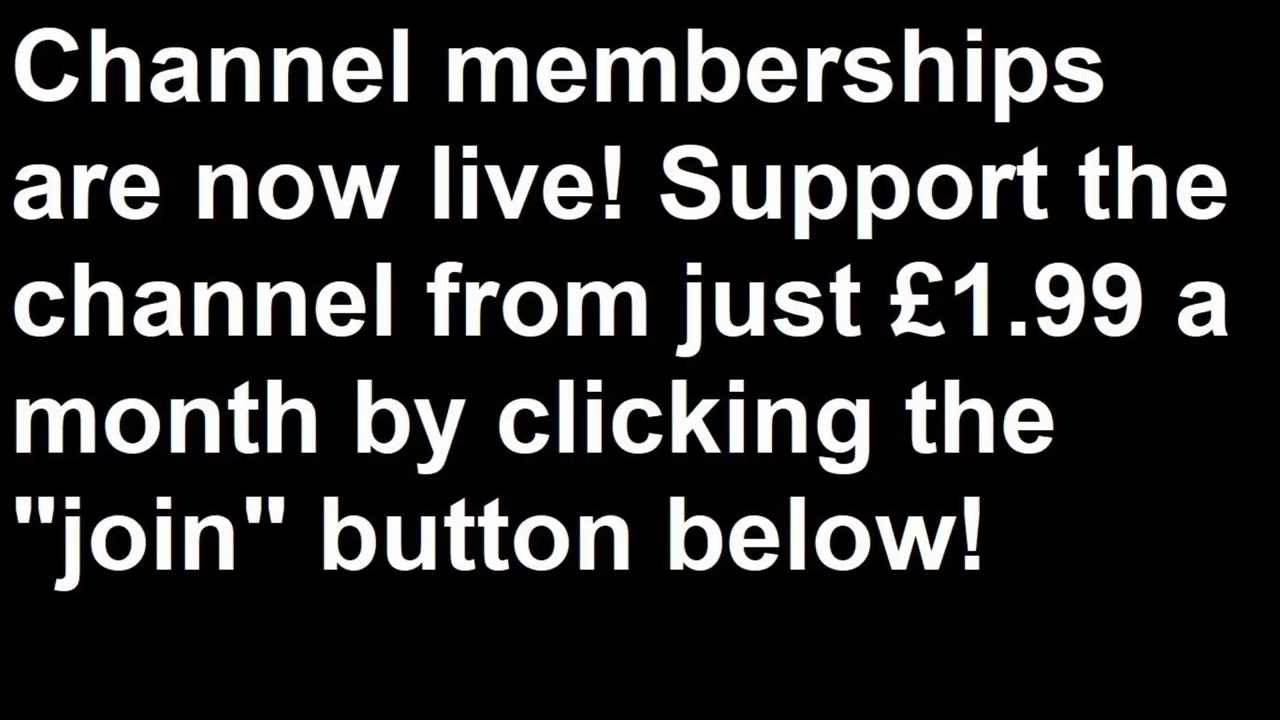 Channel memberships
are now live! Support the
channel from just £1.99 a
month by clicking the
"join" button below!